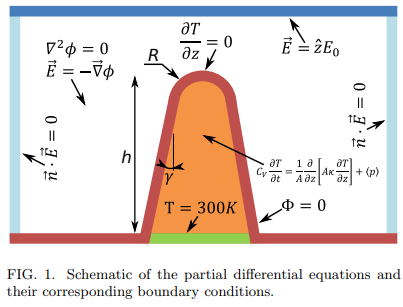 ∇²ϕ = 0
E⃗ = −∇⃗ϕ
R
∂T/∂z = 0
E⃗ = ẑE₀
n⃗ · E⃗ = 0
h
γ
C_V ∂T/∂t = 1/A ∂/∂z [Aκ ∂T/∂z] + ⟨p⟩
n⃗ · E⃗ = 0
T = 300K
Φ = 0
FIG. 1. Schematic of the partial differential equations and
their corresponding boundary conditions.